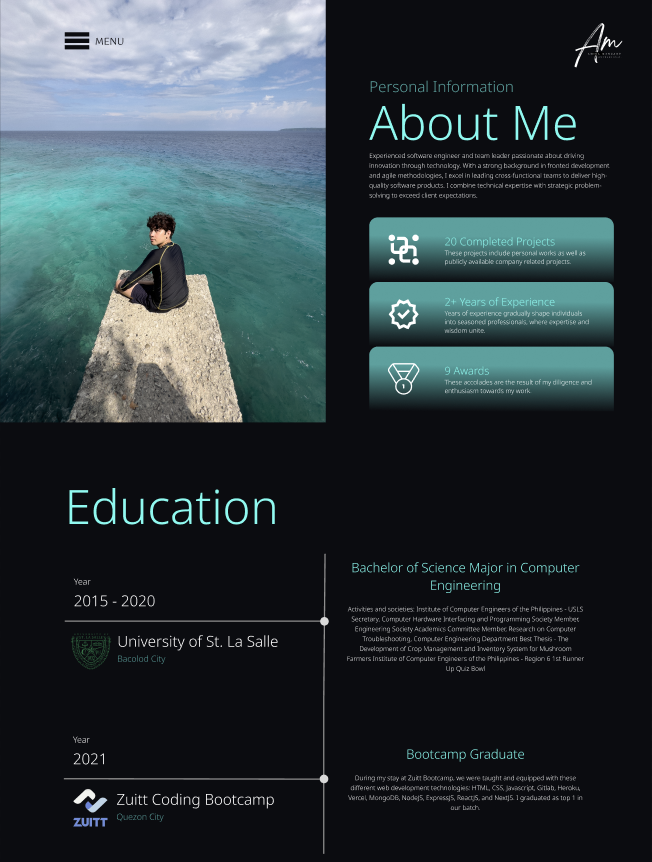 MENU
Am
Personal Information
About Me
Experienced software engineer and team leader passionate about driving
innovation through technology. With a strong background in fronted development
and agile methodologies, I excel in leading cross-functional teams to deliver high-
quality software products. I combine technical expertise with strategic problem-
solving to exceed client expectations.
20 Completed Projects
These projects include personal works as well as
publicly available company related projects.
2+ Years of Experience
Years of experience gradually shape individuals
into seasoned professionals, where expertise and
wisdom unite.
1
9 Awards
These accolades are the result of my diligence and
enthusiasm towards my work.
Education
Year
2015 - 2020
University of St. La Salle
Bacolod City
Bachelor of Science Major in Computer
Engineering
Activities and societies: Institute of Computer Engineers of the Philippines - USLS
Secretary, Computer Hardware Interfacing and Programming Society Member,
Engineering Society Academics Committee Member, Research on Computer
Troubleshooting, Computer Engineering Department Best Thesis - The
Development of Crop Management and Inventory System for Mushroom
Farmers Institute of Computer Engineers of the Philippines - Region 6 1st Runner
Up Quiz Bowl
Year
2021
ZUITT
Zuitt Coding Bootcamp
Quezon City
Bootcamp Graduate
During my stay at Zuitt Bootcamp, we were taught and equipped with these
different web development technologies: HTML, CSS, Javascript, Gitlab, Heroku,
Vercel, MongoDB, NodeJS, ExpressJS, ReactJS, and NextJS. I graduated as top 1 in
our batch.